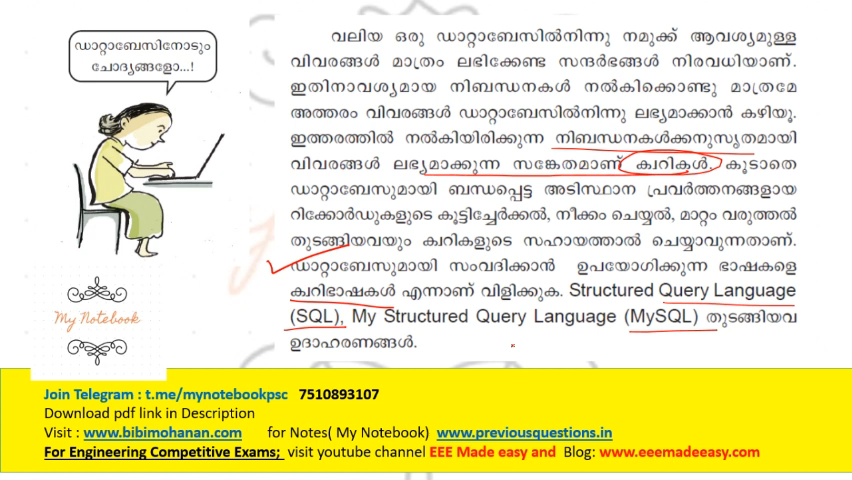 ഡാറ്റാബേസിനോടും
ചോദ്യങ്ങളോ...!
വലിയ ഒരു ഡാറ്റാബേസിൽനിന്നു നമുക്ക് ആവശ്യമുള്ള
വിവരങ്ങൾ മാത്രം ലഭിക്കേണ്ട സന്ദർഭങ്ങൾ നിരവധിയാണ്.
ഇതിനാവശ്യമായ നിബന്ധനകൾ നൽകിക്കൊണ്ടു മാത്രമേ
അത്തരം വിവരങ്ങൾ ഡാറ്റാബേസിൽനിന്നു ലഭ്യമാക്കാൻ കഴിയൂ.
ഇത്തരത്തിൽ നൽകിയിരിക്കുന്ന നിബന്ധനകൾക്കനുസൃതമായി
വിവരങ്ങൾ ലഭ്യമാക്കുന്ന സങ്കേതമാണ് ക്വറികൾ. കൂടാതെ
ഡാറ്റാബേസുമായി ബന്ധപ്പെട്ട അടിസ്ഥാന പ്രവർത്തനങ്ങളായ
റിക്കോർഡുകളുടെ കൂട്ടിച്ചേർക്കൽ, നീക്കം ചെയ്യൽ, മാറ്റം വരുത്തൽ
തുടങ്ങിയവയും ക്വറികളുടെ സഹായത്താൽ ചെയ്യാവുന്നതാണ്.
ഡാറ്റാബേസുമായി സംവദിക്കാൻ ഉപയോഗിക്കുന്ന ഭാഷകളെ
ക്വറിഭാഷകൾ എന്നാണ് വിളിക്കുക. Structured Query Language
(SQL), My Structured Query Language (MySQL) തുടങ്ങിയവ
ഉദാഹരണങ്ങൾ.
My Notebook
Join Telegram : t.me/mynotebookpsc 7510893107
Download pdf link in Description
Visit : www.bibimohanan.com for Notes( My Notebook) www.previousquestions.in
For Engineering Competitive Exams; visit youtube channel EEE Made easy and Blog: www.eeemadeeasy.com